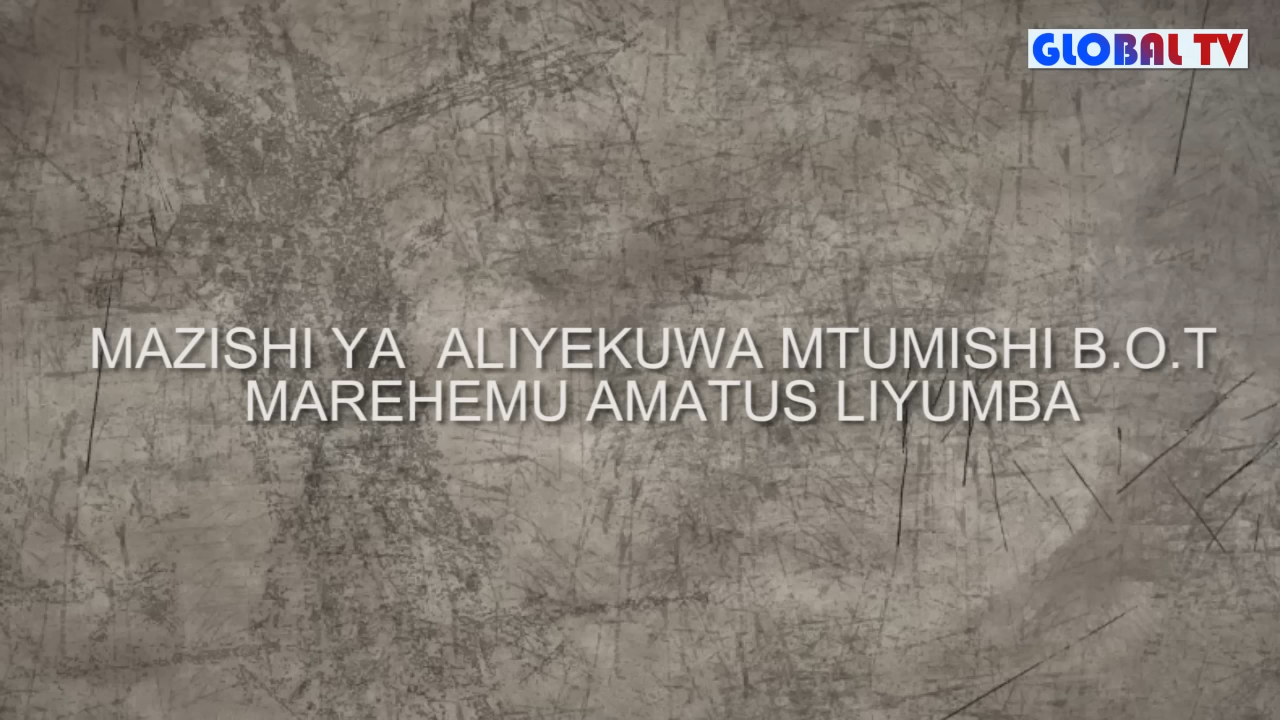 GLOBAL TV
MAZISHI YA ALIYEKUWA MTUMISHI B.O.T
MAREHEMU AMATUS LIYUMBA